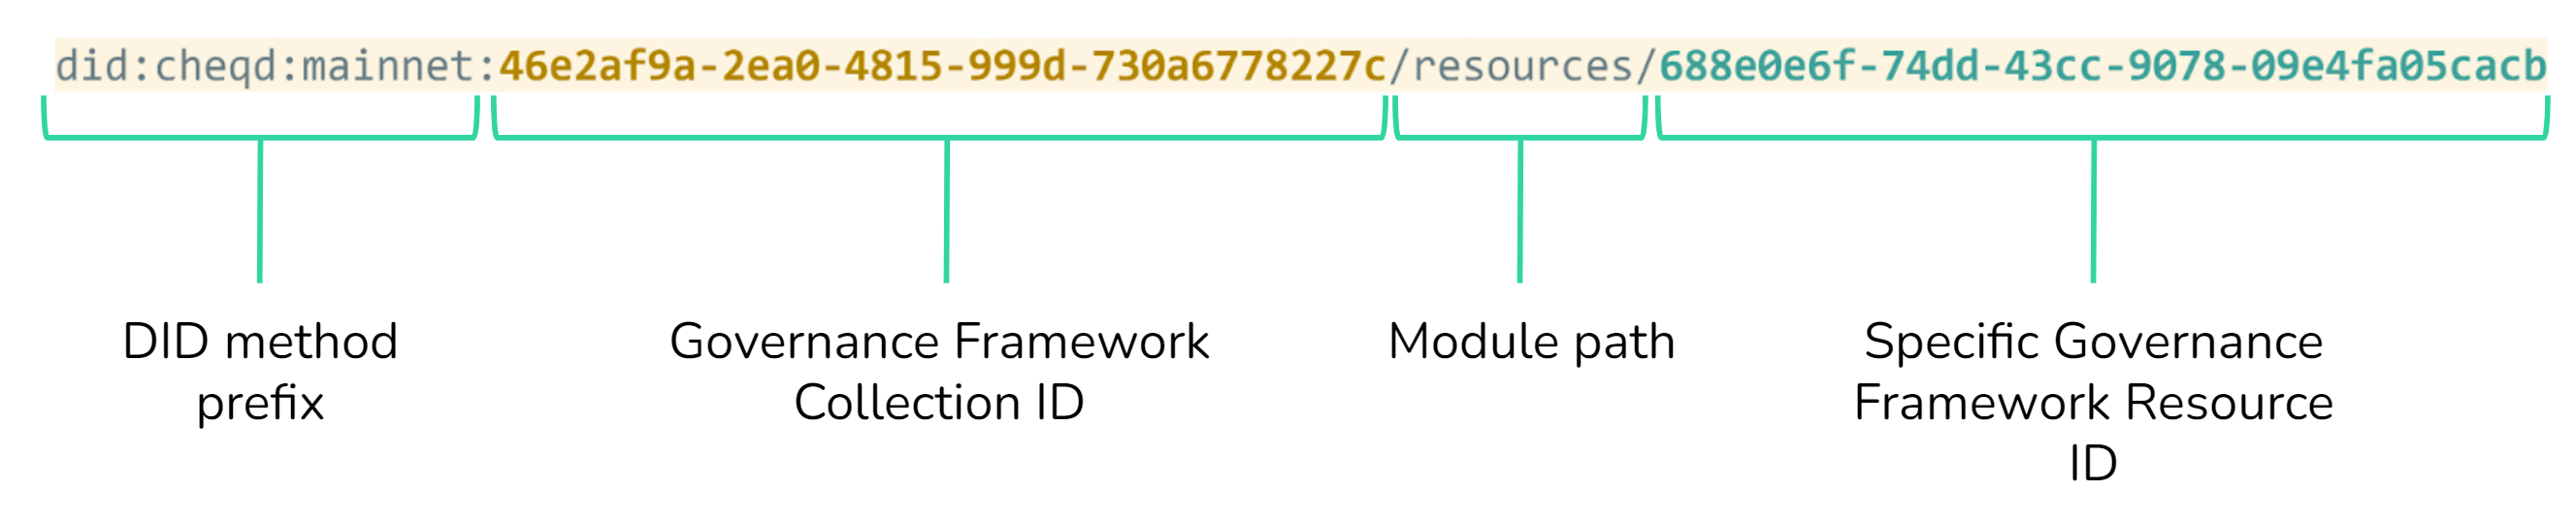 did:cheqd:mainnet:46e2af9a-2ea0-4815-999d-730a6778227c/resources/688e0e6f-74dd-43cc-9078-09e4fa05cacb
DID method
prefix
Governance Framework
Collection ID
Module path
Specific Governance
Framework Resource
ID